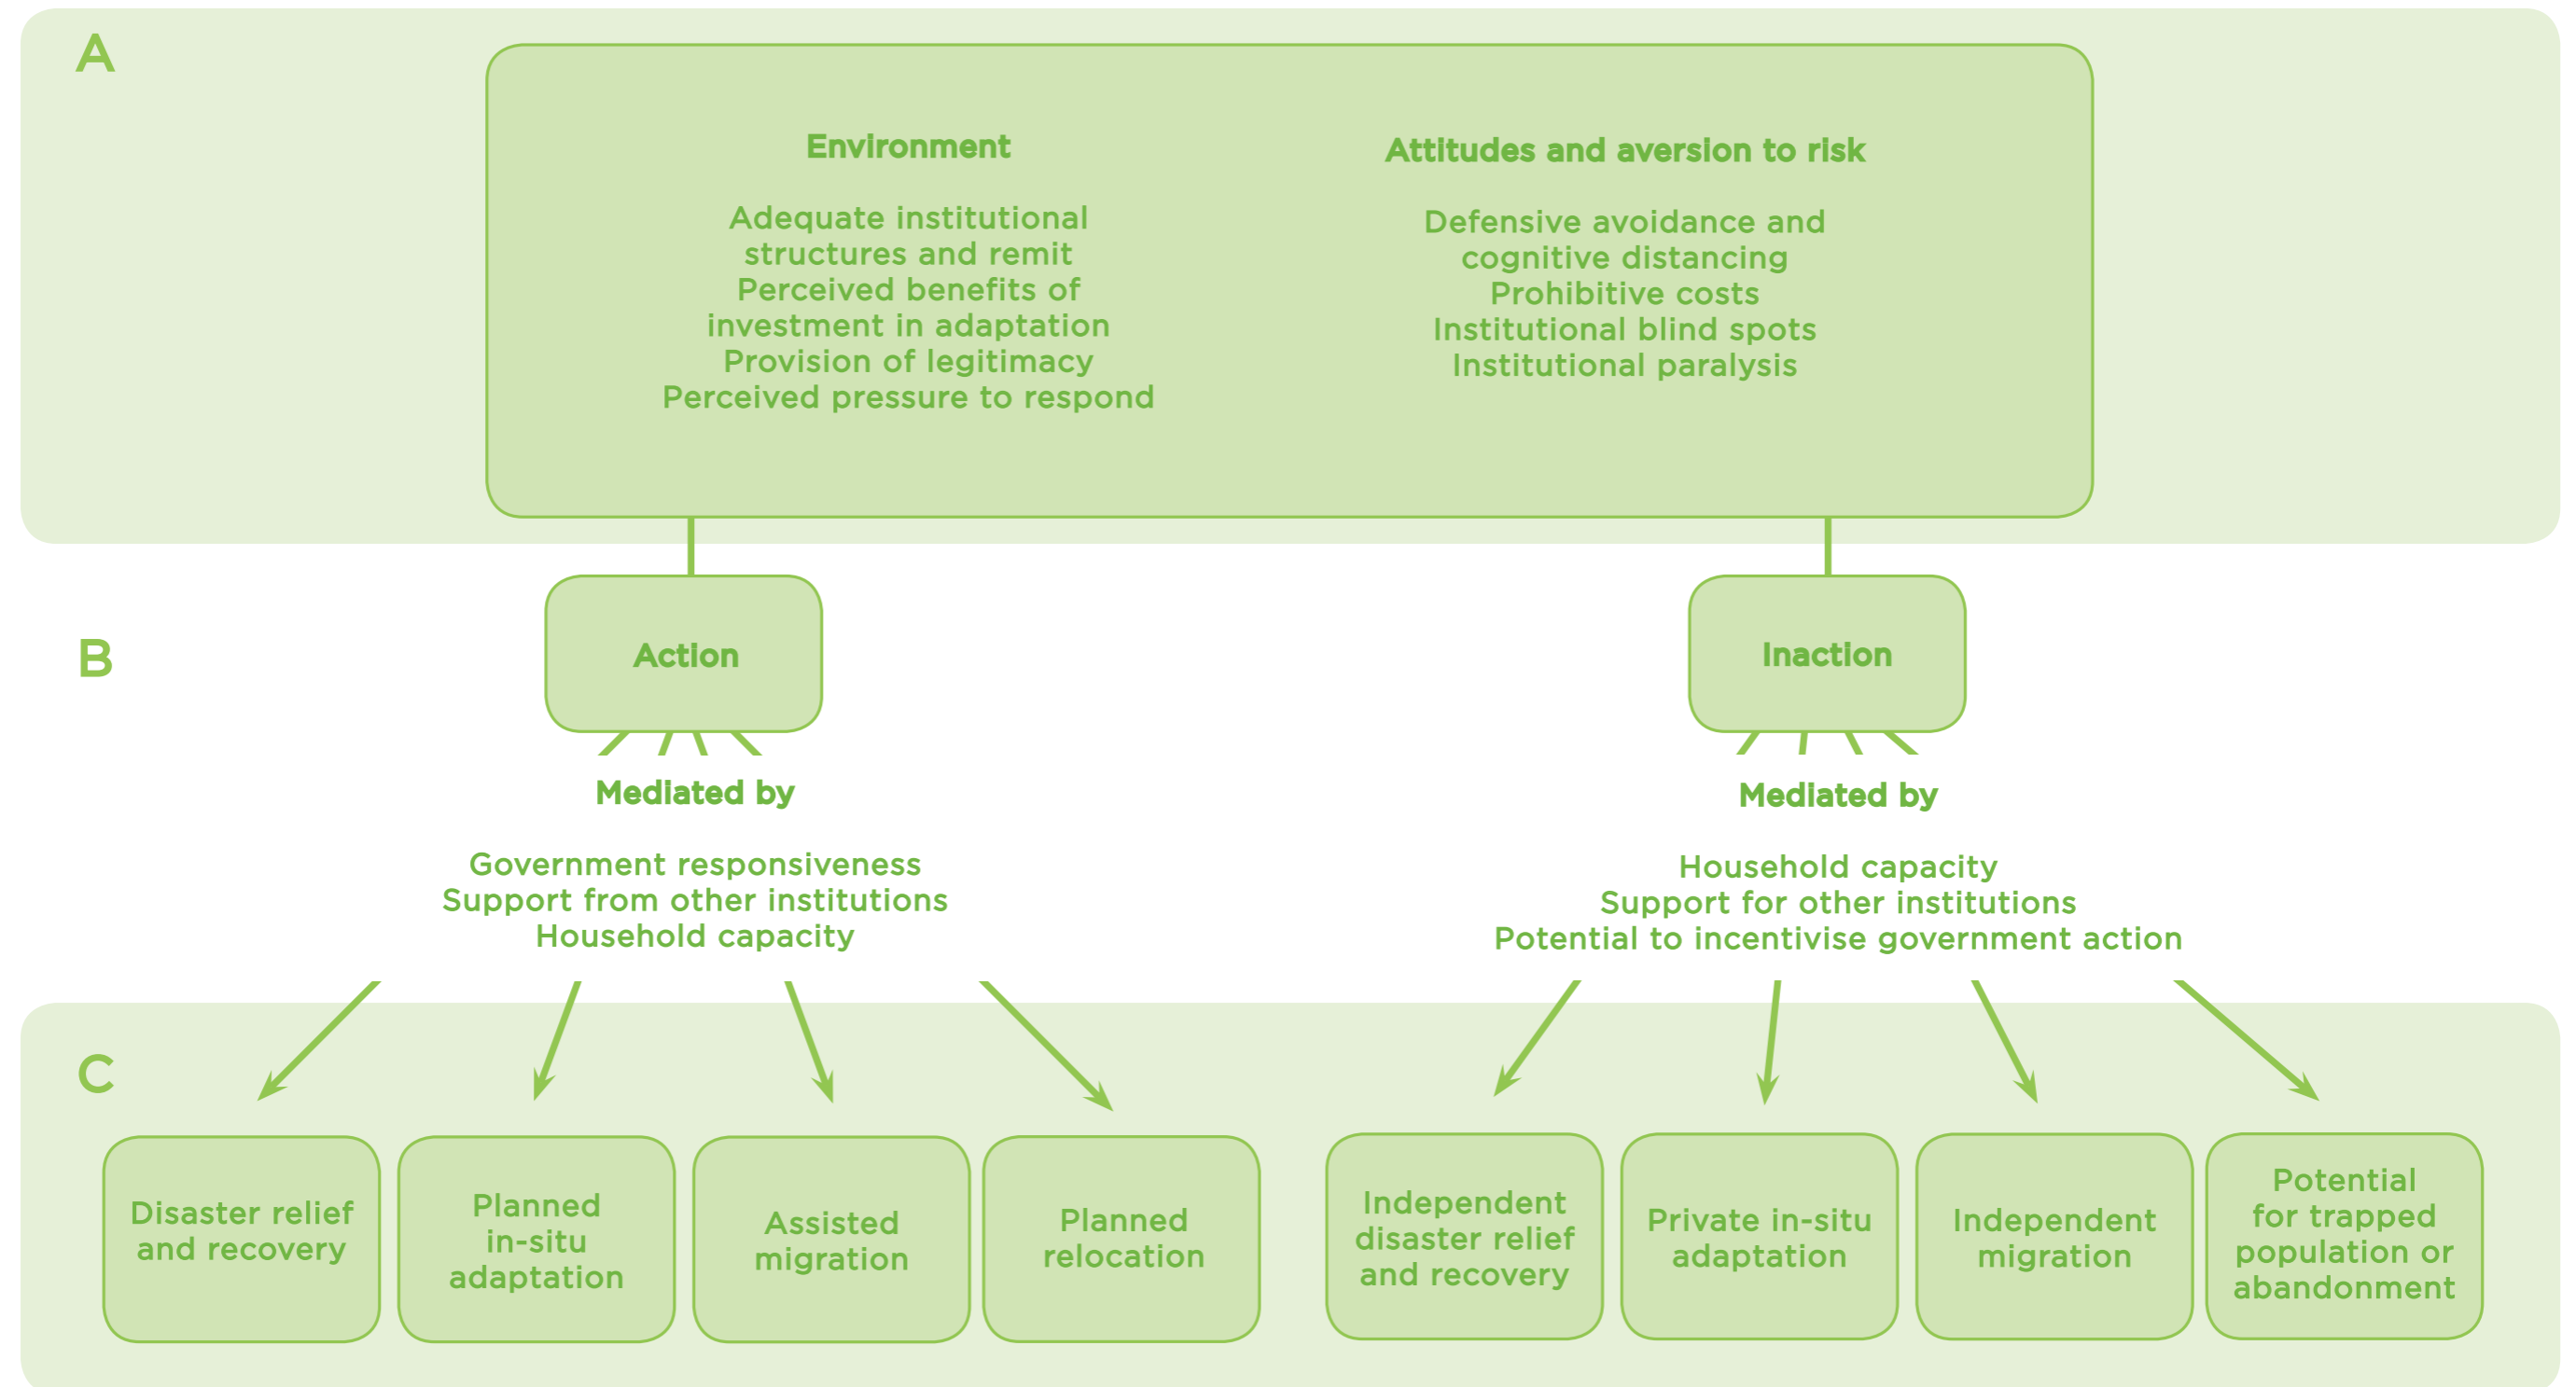 A
Environment
Adequate institutional
structures and remit
Perceived benefits of
investment in adaptation
Provision of legitimacy
Perceived pressure to respond
Attitudes and aversion to risk
Defensive avoidance and
cognitive distancing
Prohibitive costs
Institutional blind spots
Institutional paralysis
B
Action
Mediated by
Government responsiveness
Support from other institutions
Household capacity
Inaction
Mediated by
Household capacity
Support for other institutions
Potential to incentivise government action
C
Disaster relief
and recovery
Planned
in-situ
adaptation
Assisted
migration
Planned
relocation
Independent
disaster relief
and recovery
Private in-situ
adaptation
Independent
migration
Potential
for trapped
population or
abandonment